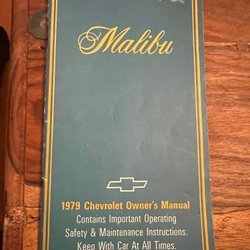 Malibu
1979 Chevrolet Owner's Manual
Contains Important Operating
Safety & Maintenance Instructions.
Keep With Car At All Times.